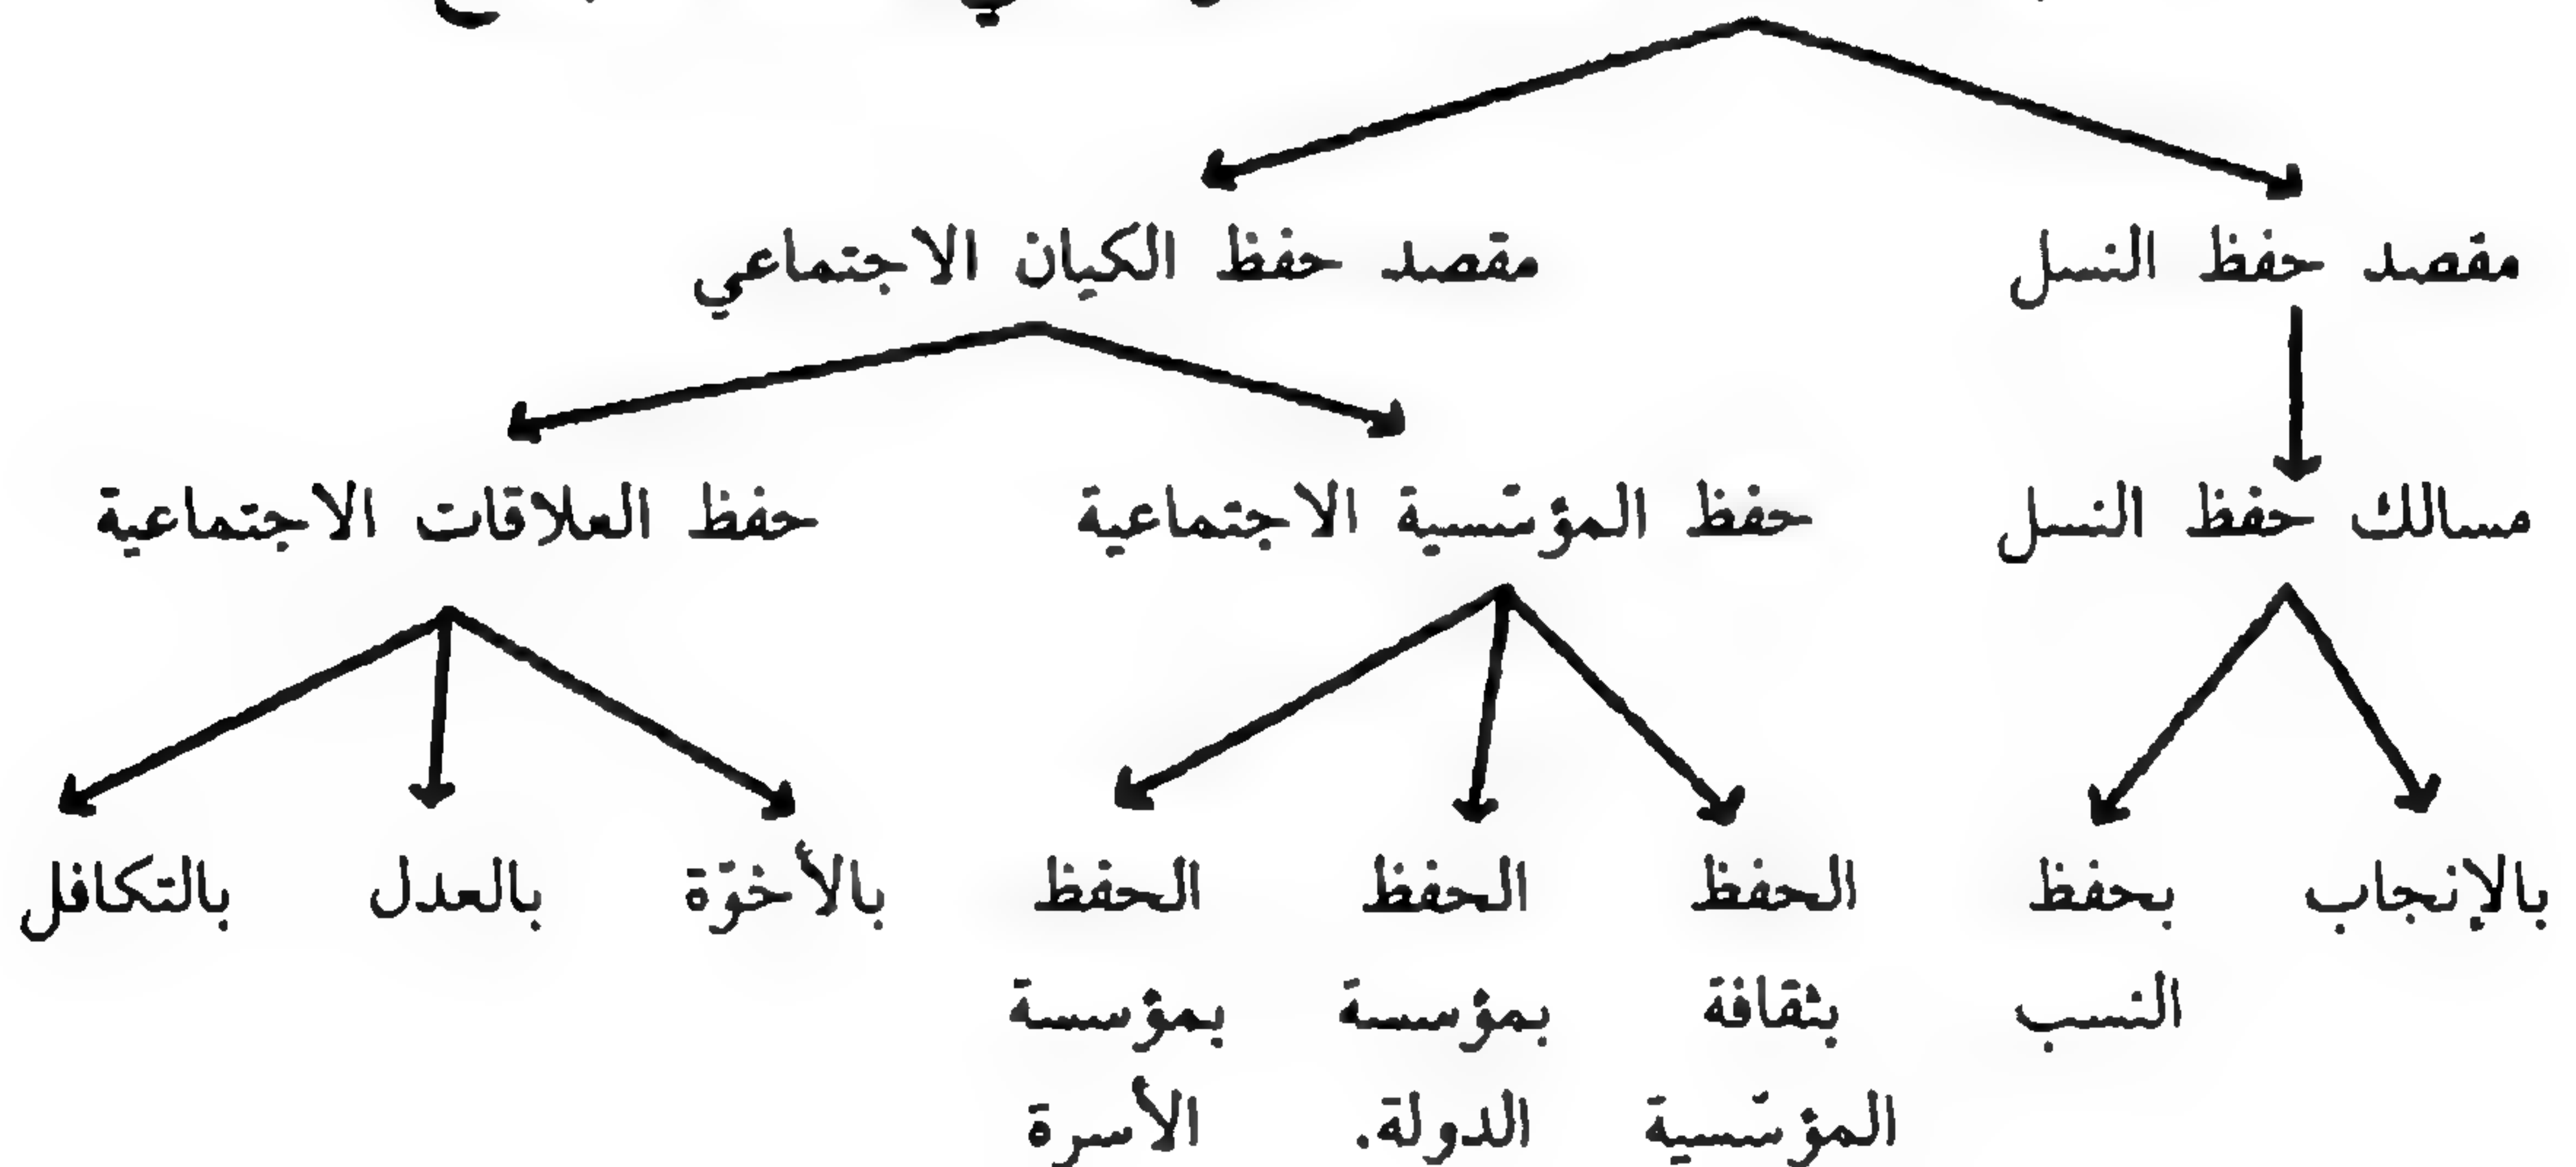 مقصد حفظ النسل مقصد حفظ الكيان الاجتماعي
مسالك حفظ النسل حفظ المؤسّسية الاجتماعية حفظ العلاقات الاجتماعية
بالإنجاب بحفظ الحفظ الحفظ الحفظ بالأخوّة بالعدل بالتكافل
النسب بثقافة بمؤسسة بمؤسسة
المؤسّسية الدولة. الأسرة